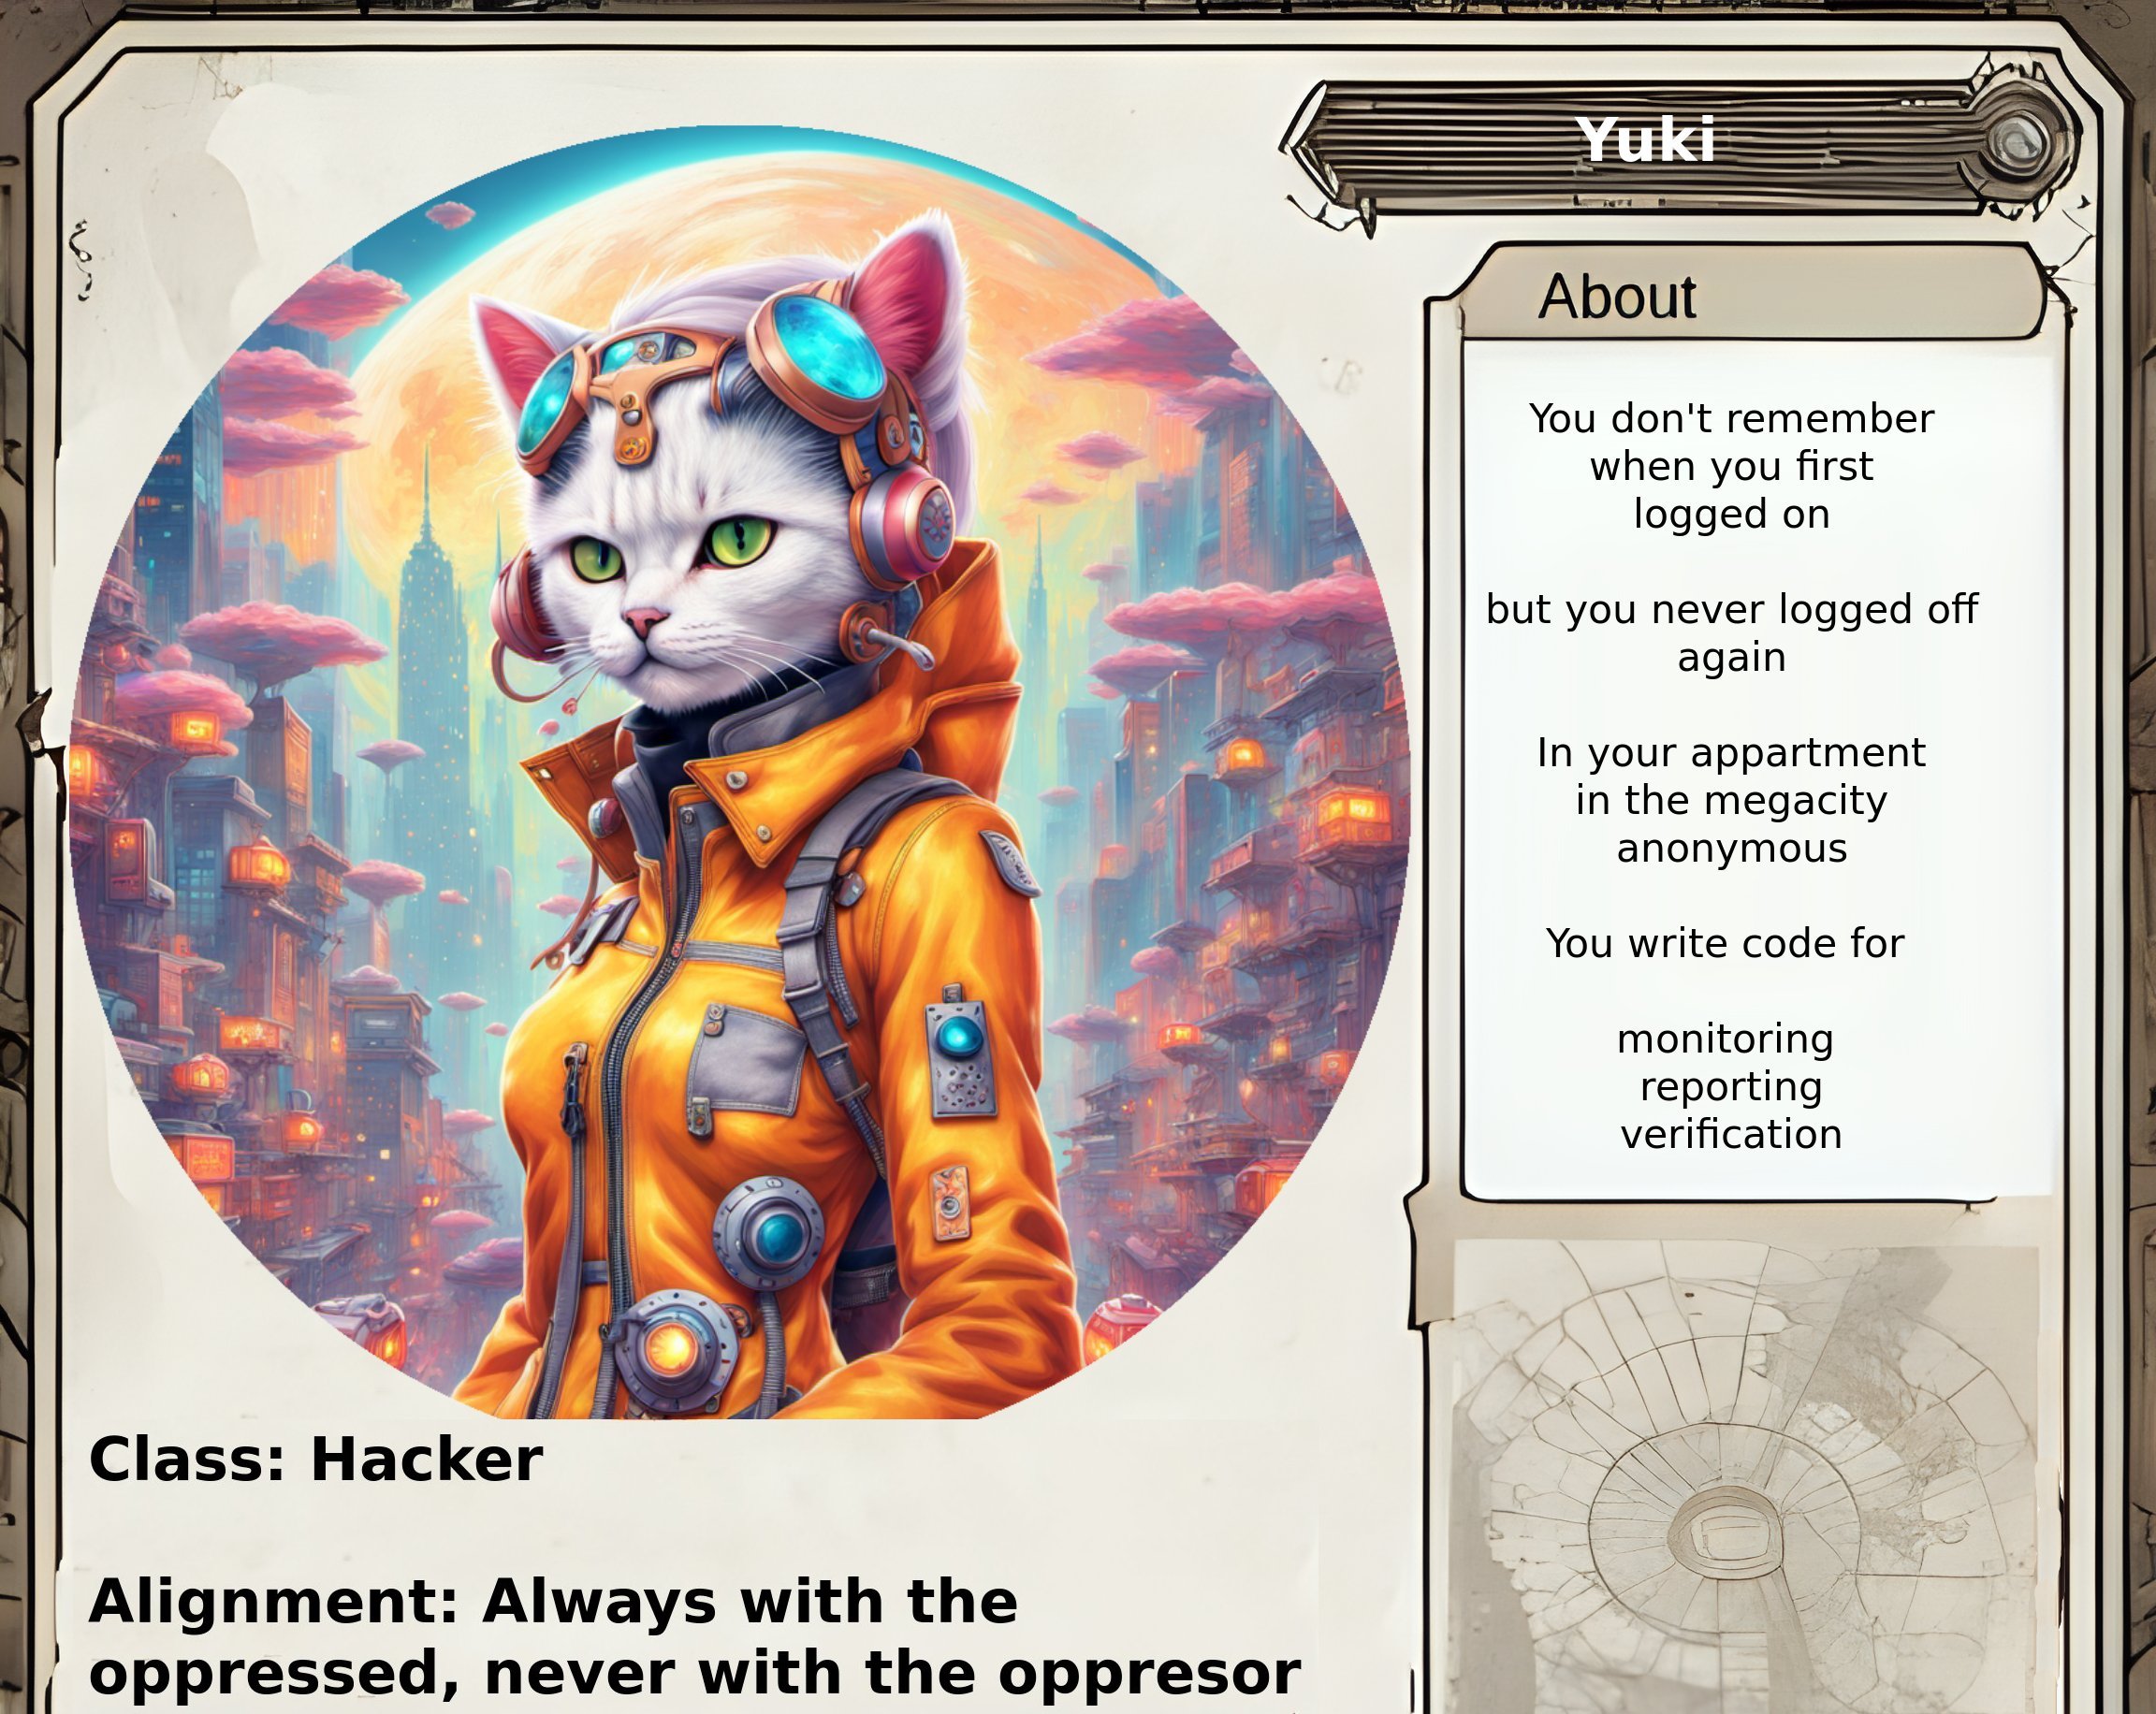 Yuki
About
You don't remember
when you first
logged on
but you never logged off
again
In your appartment
in the megacity
anonymous
You write code for
monitoring
reporting
verification
Class: Hacker
Alignment: Always with the
oppressed, never with the oppresor